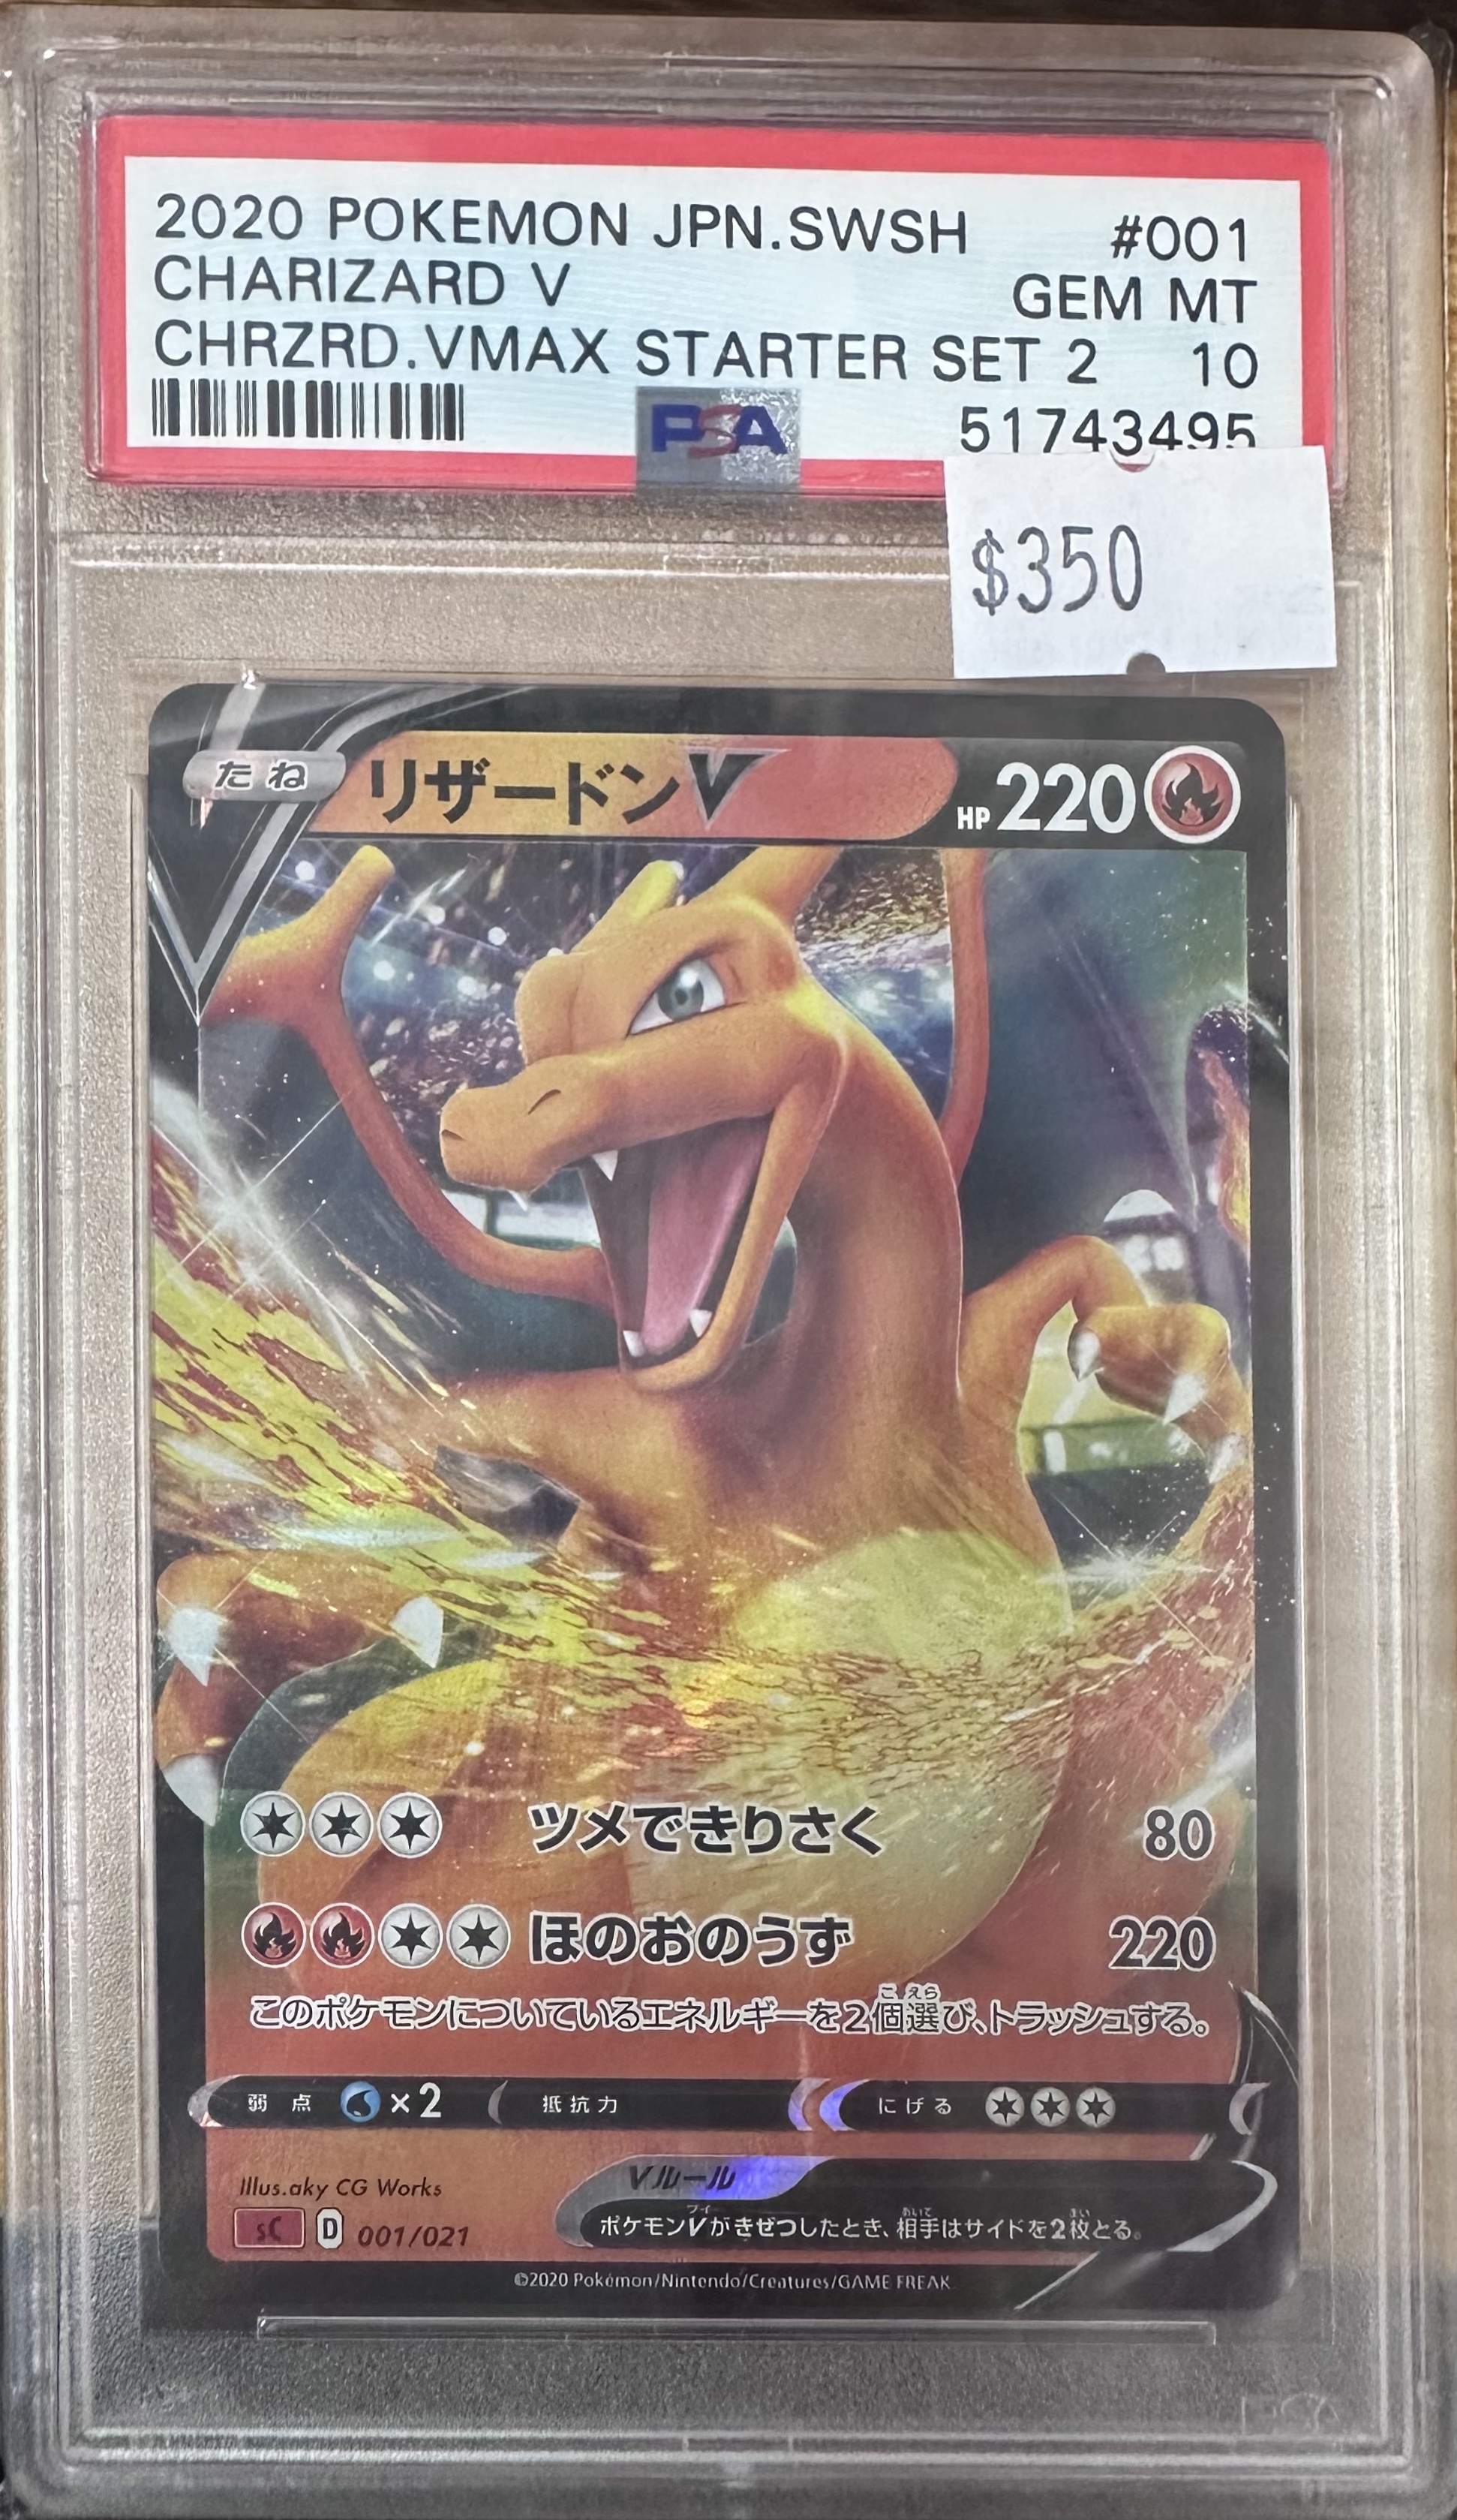 2020 POKEMON JPN.SWSH #001
CHARIZARD V GEM MT
CHRZRD.VMAX STARTER SET 2 10
PSA 51743495
$350
たね リザードンV HP 220
ツメできりさく 80
ほのおのうず 220
このポケモンについているエネルギーを2個選び、トラッシュする。
弱点 ×2 抵抗力 にげる
Illus.aky CG Works Vルール
sC D 001/021 ポケモンVがきぜつしたとき、相手はサイドを2枚とる。
©2020 Pokémon/Nintendo/Creatures/GAME FREAK
PSA